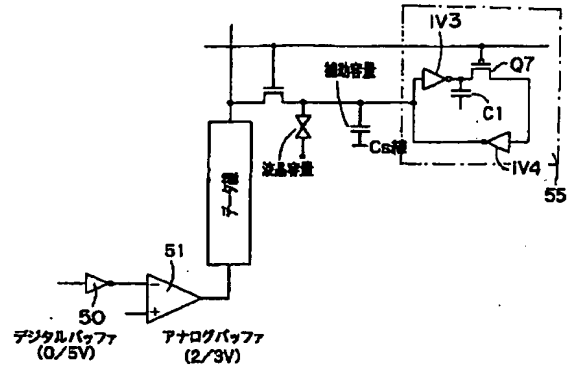 IV3
Q7
補助容量
C1
Cs線
液晶容量
IV4
55
データ線
51
50
デジタルバッファ
(0/5V)
アナログバッファ
(2/3V)